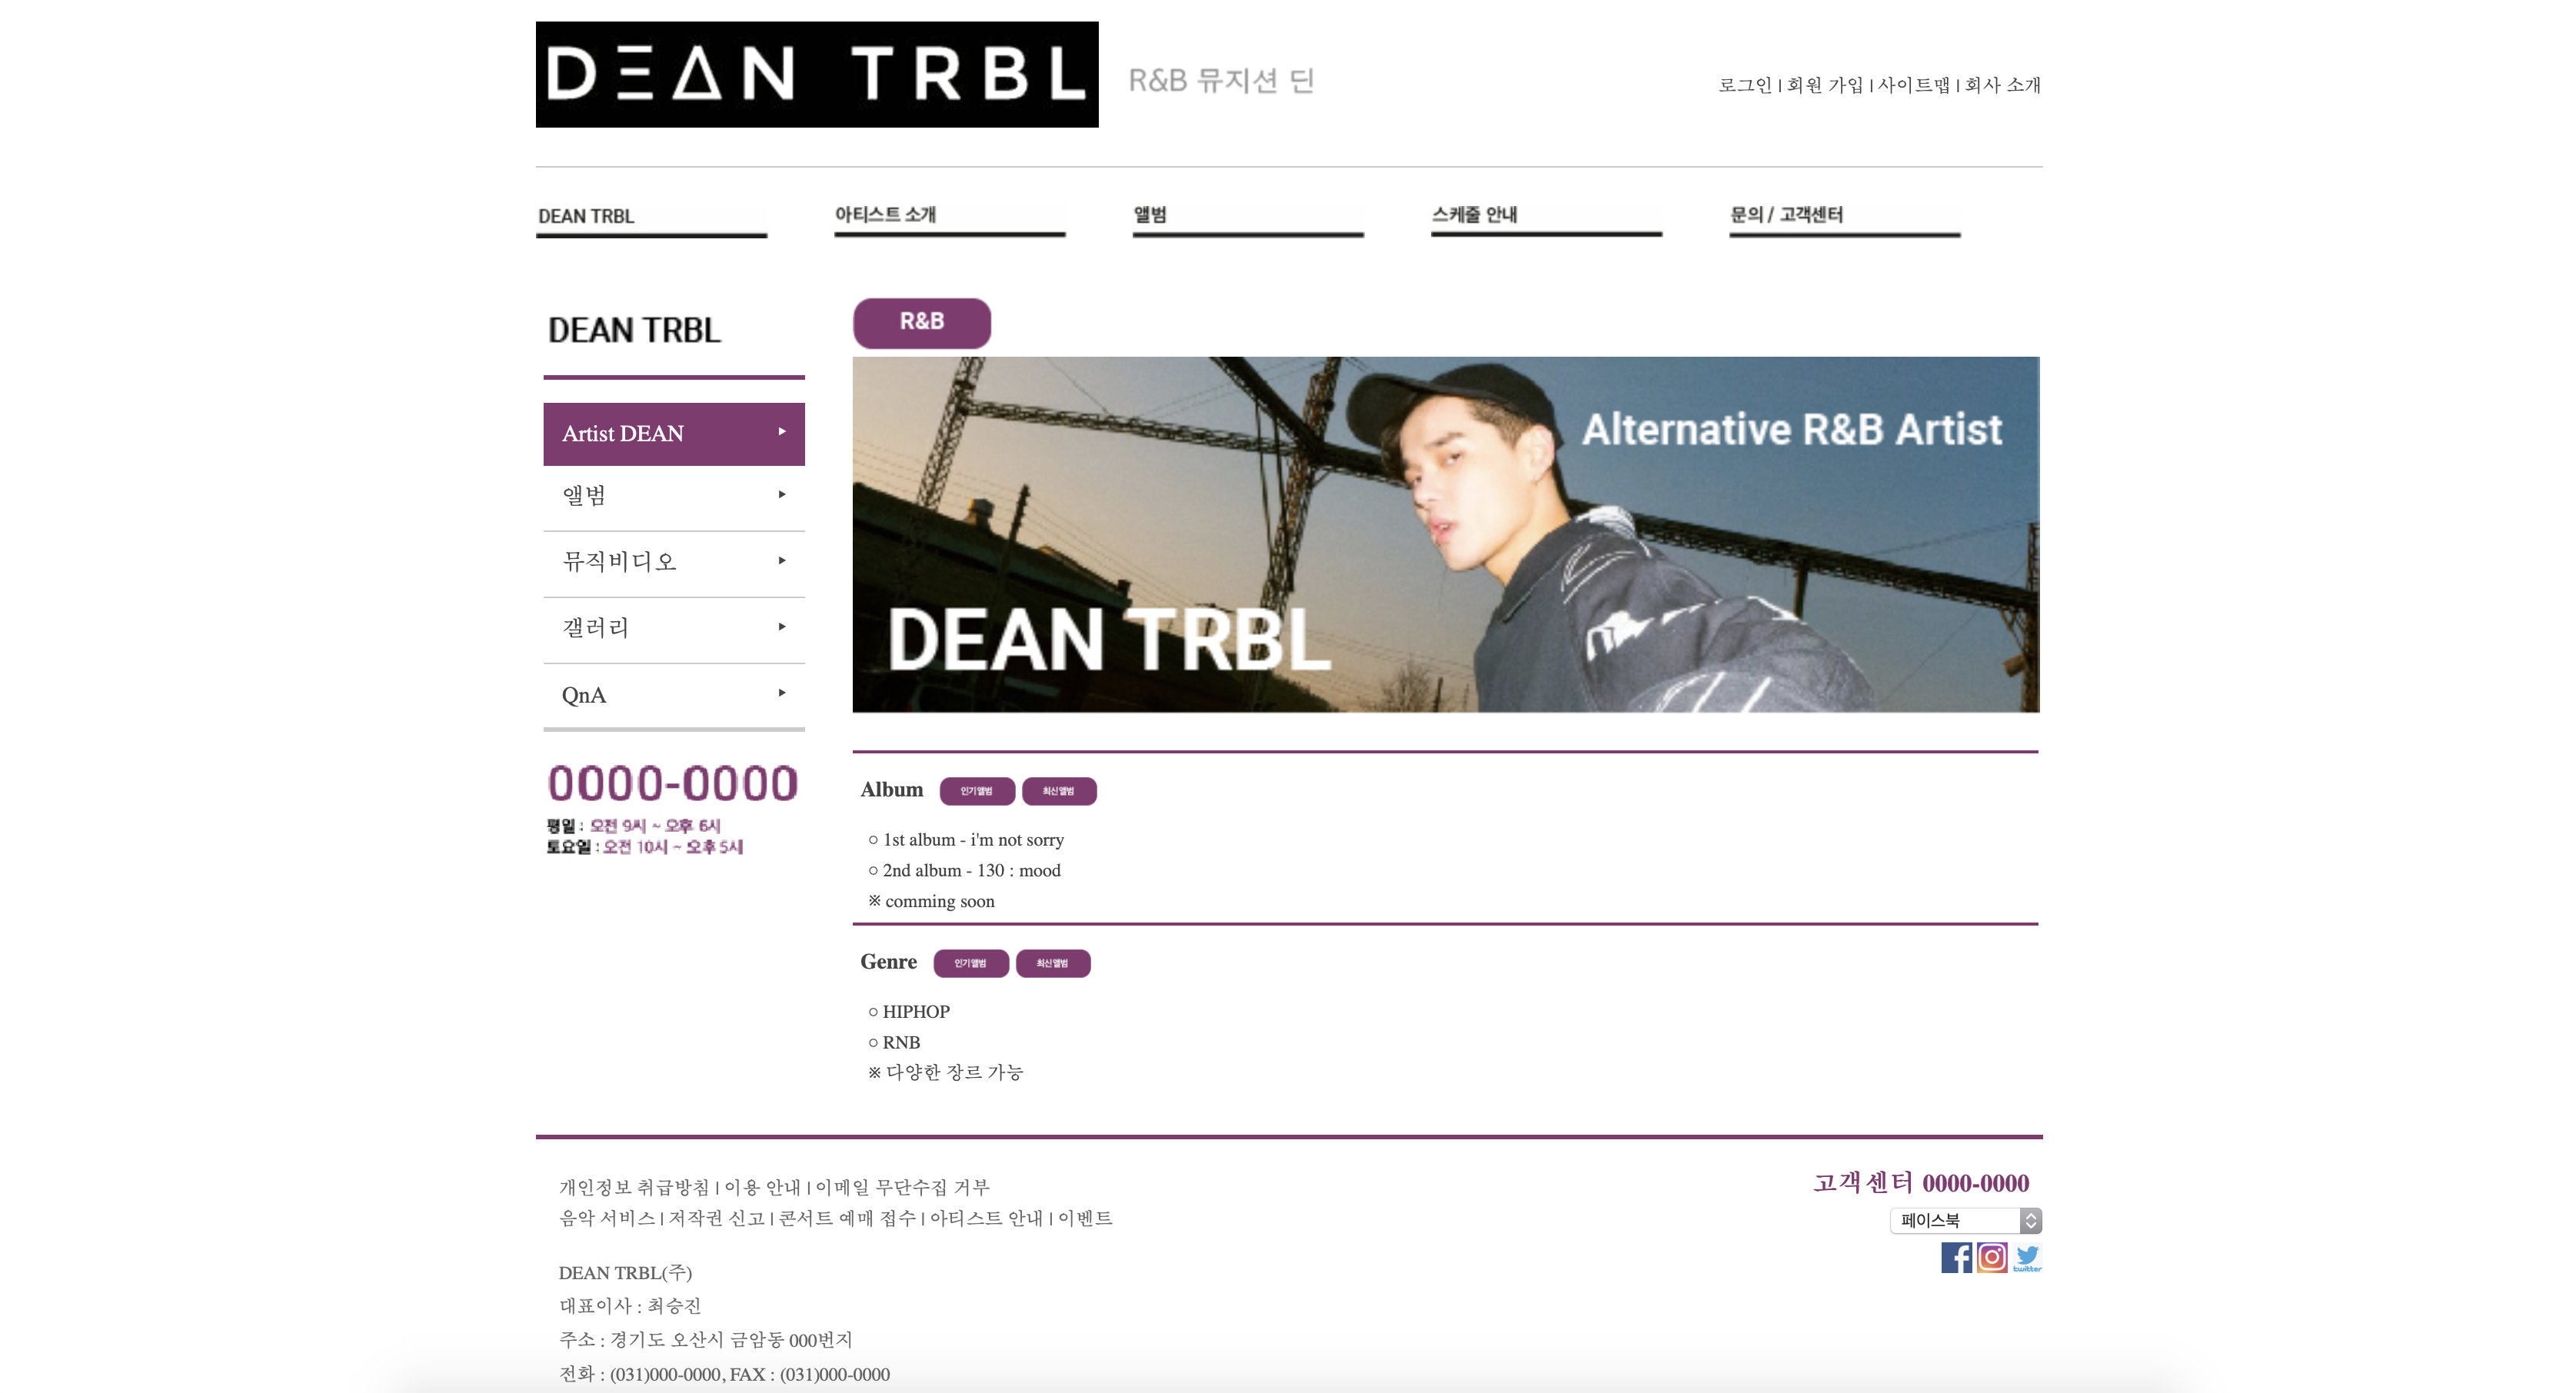 DEAN TRBL
R&B 뮤지션 딘
로그인 | 회원 가입 | 사이트맵 | 회사 소개
DEAN TRBL
아티스트 소개
앨범
스케줄 안내
문의 / 고객센터
DEAN TRBL
Artist DEAN
앨범
뮤직비디오
갤러리
QnA
0000-0000
평일 : 오전 9시 ~ 오후 6시
토요일 : 오전 10시 ~ 오후 5시
R&B
Alternative R&B Artist
DEAN TRBL
Album 인기앨범 최신앨범
○ 1st album - i'm not sorry
○ 2nd album - 130 : mood
※ comming soon
Genre 인기앨범 최신앨범
○ HIPHOP
○ RNB
※ 다양한 장르 가능
개인정보 취급방침 | 이용 안내 | 이메일 무단수집 거부
음악 서비스 | 저작권 신고 | 콘서트 예매 접수 | 아티스트 안내 | 이벤트
DEAN TRBL(주)
대표이사 : 최승진
주소 : 경기도 오산시 금암동 000번지
전화 : (031)000-0000, FAX : (031)000-0000
고객센터 0000-0000
페이스북
twitter